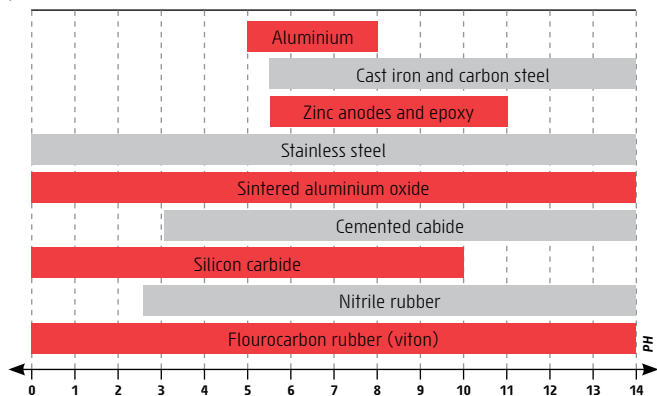 Aluminium
Cast iron and carbon steel
Zinc anodes and epoxy
Stainless steel
Sintered aluminium oxide
Cemented cabide
Silicon carbide
Nitrile rubber
Flourocarbon rubber (viton)
PH
0 1 2 3 4 5 6 7 8 9 10 11 12 13 14